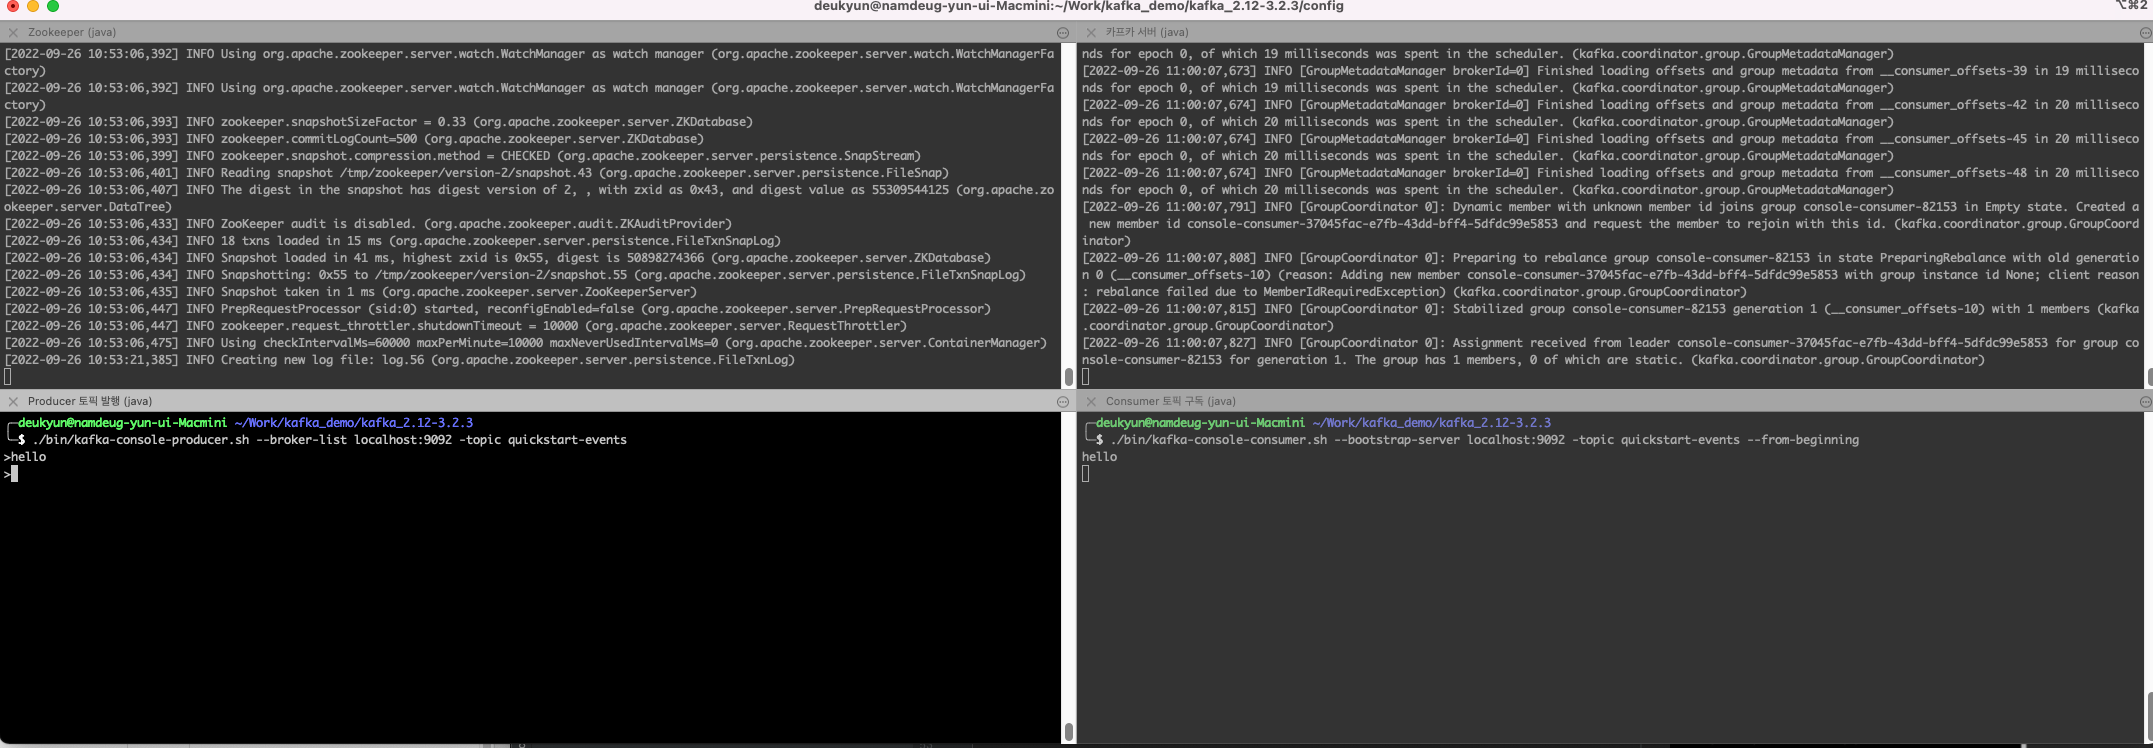 deukyun@namdeug-yun-ui-Macmini:~/Work/kafka_demo/kafka_2.12-3.2.3/config
⌥⌘2
Zookeeper (java)
[2022-09-26 10:53:06,392] INFO Using org.apache.zookeeper.server.watch.WatchManager as watch manager (org.apache.zookeeper.server.watch.WatchManagerFa
ctory)
[2022-09-26 10:53:06,392] INFO Using org.apache.zookeeper.server.watch.WatchManager as watch manager (org.apache.zookeeper.server.watch.WatchManagerFa
ctory)
[2022-09-26 10:53:06,393] INFO zookeeper.snapshotSizeFactor = 0.33 (org.apache.zookeeper.server.ZKDatabase)
[2022-09-26 10:53:06,393] INFO zookeeper.commitLogCount=500 (org.apache.zookeeper.server.ZKDatabase)
[2022-09-26 10:53:06,399] INFO zookeeper.snapshot.compression.method = CHECKED (org.apache.zookeeper.server.persistence.SnapStream)
[2022-09-26 10:53:06,401] INFO Reading snapshot /tmp/zookeeper/version-2/snapshot.43 (org.apache.zookeeper.server.persistence.FileSnap)
[2022-09-26 10:53:06,407] INFO The digest in the snapshot has digest version of 2, , with zxid as 0x43, and digest value as 55309544125 (org.apache.zo
okeeper.server.DataTree)
[2022-09-26 10:53:06,433] INFO ZooKeeper audit is disabled. (org.apache.zookeeper.audit.ZKAuditProvider)
[2022-09-26 10:53:06,434] INFO 18 txns loaded in 15 ms (org.apache.zookeeper.server.persistence.FileTxnSnapLog)
[2022-09-26 10:53:06,434] INFO Snapshot loaded in 41 ms, highest zxid is 0x55, digest is 50898274366 (org.apache.zookeeper.server.ZKDatabase)
[2022-09-26 10:53:06,434] INFO Snapshotting: 0x55 to /tmp/zookeeper/version-2/snapshot.55 (org.apache.zookeeper.server.persistence.FileTxnSnapLog)
[2022-09-26 10:53:06,435] INFO Snapshot taken in 1 ms (org.apache.zookeeper.server.ZooKeeperServer)
[2022-09-26 10:53:06,447] INFO PrepRequestProcessor (sid:0) started, reconfigEnabled=false (org.apache.zookeeper.server.PrepRequestProcessor)
[2022-09-26 10:53:06,447] INFO zookeeper.request_throttler.shutdownTimeout = 10000 (org.apache.zookeeper.server.RequestThrottler)
[2022-09-26 10:53:06,475] INFO Using checkIntervalMs=60000 maxPerMinute=10000 maxNeverUsedIntervalMs=0 (org.apache.zookeeper.server.ContainerManager)
[2022-09-26 10:53:21,385] INFO Creating new log file: log.56 (org.apache.zookeeper.server.persistence.FileTxnLog)
카프카 서버 (java)
nds for epoch 0, of which 19 milliseconds was spent in the scheduler. (kafka.coordinator.group.GroupMetadataManager)
[2022-09-26 11:00:07,673] INFO [GroupMetadataManager brokerId=0] Finished loading offsets and group metadata from __consumer_offsets-39 in 19 milliseco
nds for epoch 0, of which 19 milliseconds was spent in the scheduler. (kafka.coordinator.group.GroupMetadataManager)
[2022-09-26 11:00:07,674] INFO [GroupMetadataManager brokerId=0] Finished loading offsets and group metadata from __consumer_offsets-42 in 20 milliseco
nds for epoch 0, of which 20 milliseconds was spent in the scheduler. (kafka.coordinator.group.GroupMetadataManager)
[2022-09-26 11:00:07,674] INFO [GroupMetadataManager brokerId=0] Finished loading offsets and group metadata from __consumer_offsets-45 in 20 milliseco
nds for epoch 0, of which 20 milliseconds was spent in the scheduler. (kafka.coordinator.group.GroupMetadataManager)
[2022-09-26 11:00:07,674] INFO [GroupMetadataManager brokerId=0] Finished loading offsets and group metadata from __consumer_offsets-48 in 20 milliseco
nds for epoch 0, of which 20 milliseconds was spent in the scheduler. (kafka.coordinator.group.GroupMetadataManager)
[2022-09-26 11:00:07,791] INFO [GroupCoordinator 0]: Dynamic member with unknown member id joins group console-consumer-82153 in Empty state. Created a
 new member id console-consumer-37045fac-e7fb-43dd-bff4-5dfdc99e5853 and request the member to rejoin with this id. (kafka.coordinator.group.GroupCoord
inator)
[2022-09-26 11:00:07,808] INFO [GroupCoordinator 0]: Preparing to rebalance group console-consumer-82153 in state PreparingRebalance with old generatio
n 0 (__consumer_offsets-10) (reason: Adding new member console-consumer-37045fac-e7fb-43dd-bff4-5dfdc99e5853 with group instance id None; client reason
: rebalance failed due to MemberIdRequiredException) (kafka.coordinator.group.GroupCoordinator)
[2022-09-26 11:00:07,815] INFO [GroupCoordinator 0]: Stabilized group console-consumer-82153 generation 1 (__consumer_offsets-10) with 1 members (kafka
.coordinator.group.GroupCoordinator)
[2022-09-26 11:00:07,827] INFO [GroupCoordinator 0]: Assignment received from leader console-consumer-37045fac-e7fb-43dd-bff4-5dfdc99e5853 for group co
nsole-consumer-82153 for generation 1. The group has 1 members, 0 of which are static. (kafka.coordinator.group.GroupCoordinator)
Producer 토픽 발행 (java)
deukyun@namdeug-yun-ui-Macmini ~/Work/kafka_demo/kafka_2.12-3.2.3
$ ./bin/kafka-console-producer.sh --broker-list localhost:9092 -topic quickstart-events
>hello
>
Consumer 토픽 구독 (java)
deukyun@namdeug-yun-ui-Macmini ~/Work/kafka_demo/kafka_2.12-3.2.3
$ ./bin/kafka-console-consumer.sh --bootstrap-server localhost:9092 -topic quickstart-events --from-beginning
hello